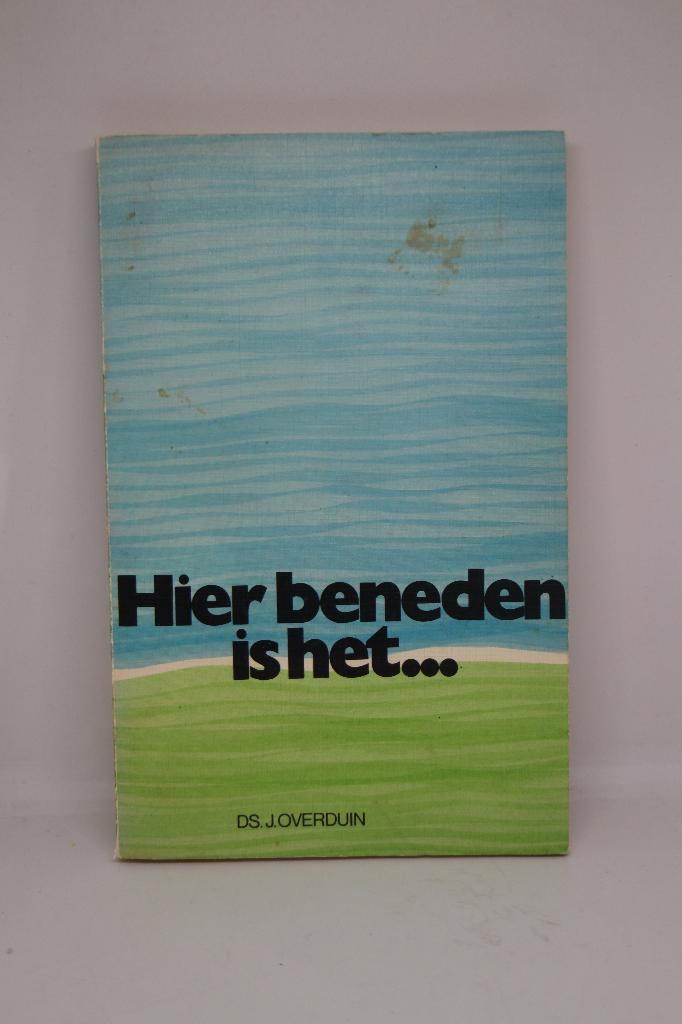 Hier beneden
is het...
DS. J. OVERDUIN